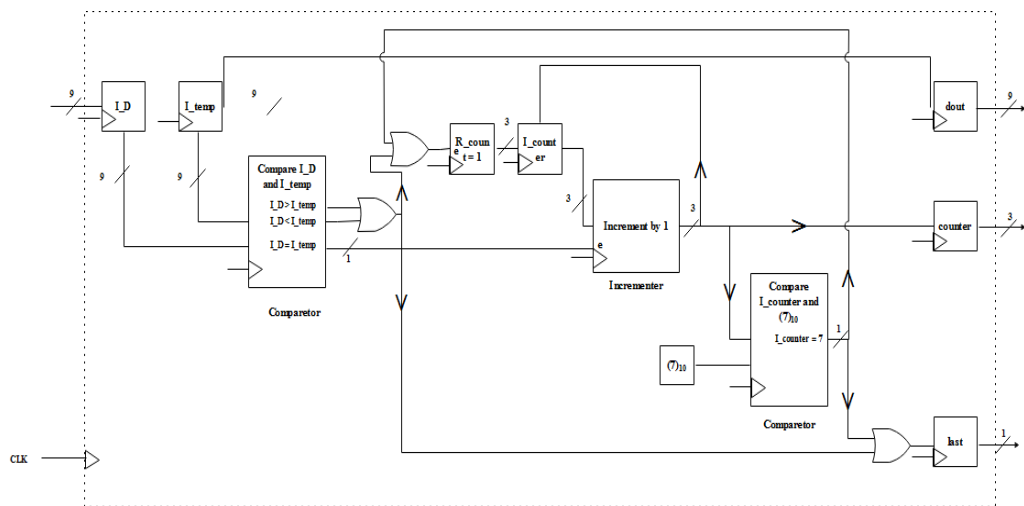 9
I_D
I_temp
9
9
9
Compare I_D
and I_temp
I_D > I_temp
I_D < I_temp
I_D = I_temp
1
Comparetor
R_coun
e
t = 1
3
I_count
er
3
Increment by 1
e
3
Incrementer
Compare
I_counter and
(7)10
I_counter = 7
1
(7)10
Comparetor
dout
9
counter
3
last
1
CLK